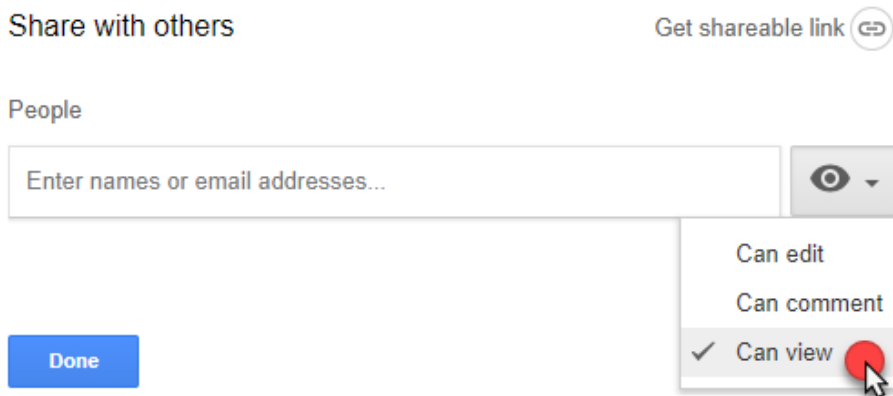 Share with others
Get shareable link
People
Enter names or email addresses...
Can edit
Can comment
Can view
Done